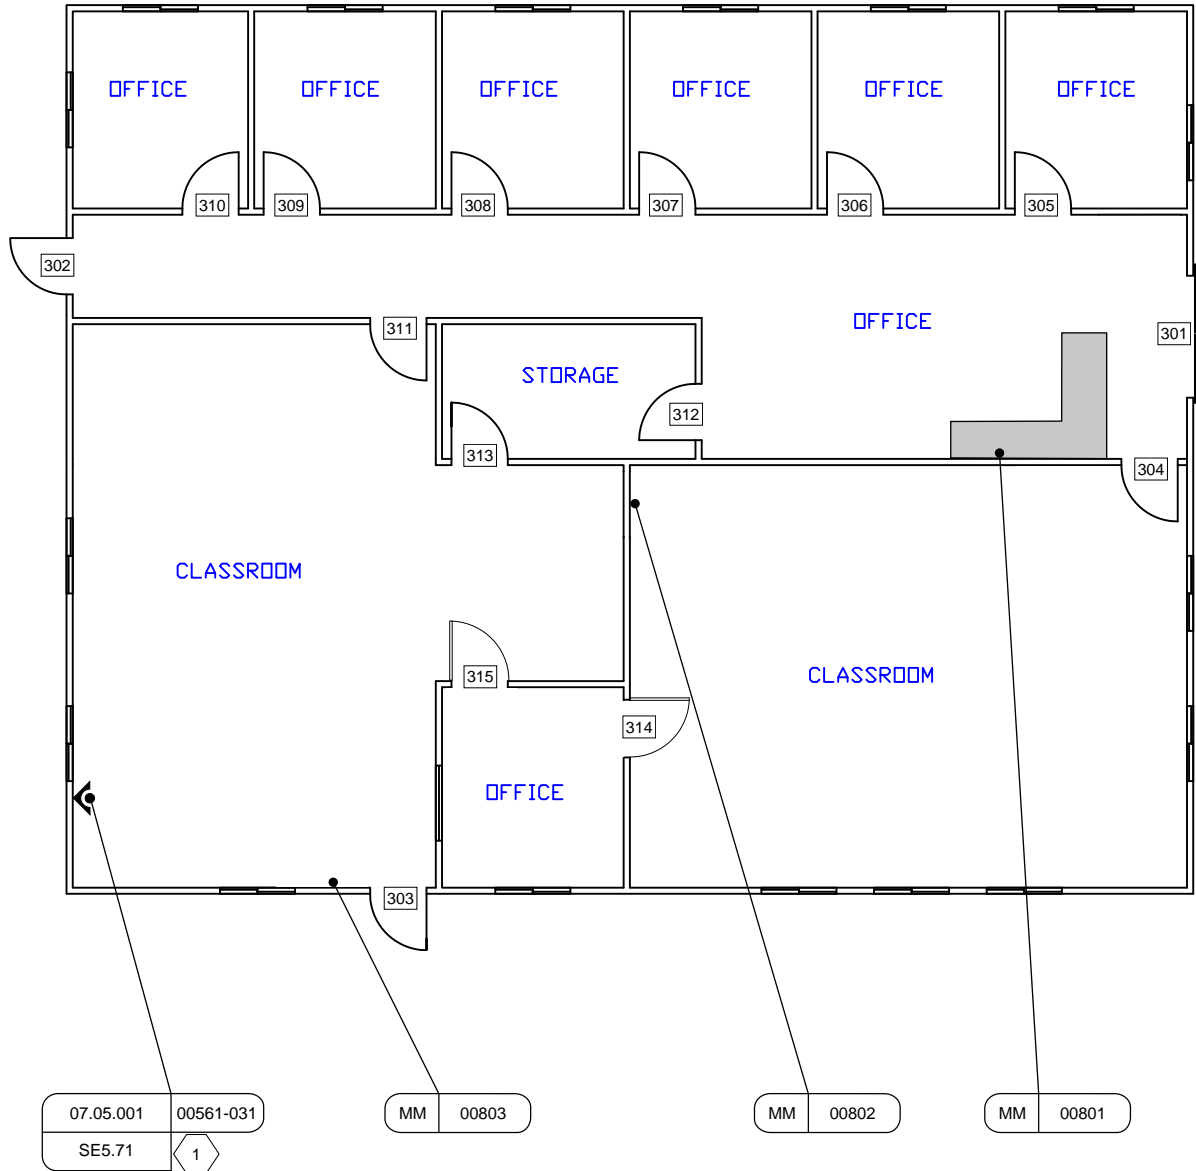 OFFICE OFFICE OFFICE OFFICE OFFICE OFFICE
310 309 308 307 306 305
302
311 OFFICE 301
STORAGE
312
313 304
CLASSROOM
315 CLASSROOM
314
OFFICE
303
07.05.001 00561-031 MM 00803 MM 00802 MM 00801
SE5.71 1